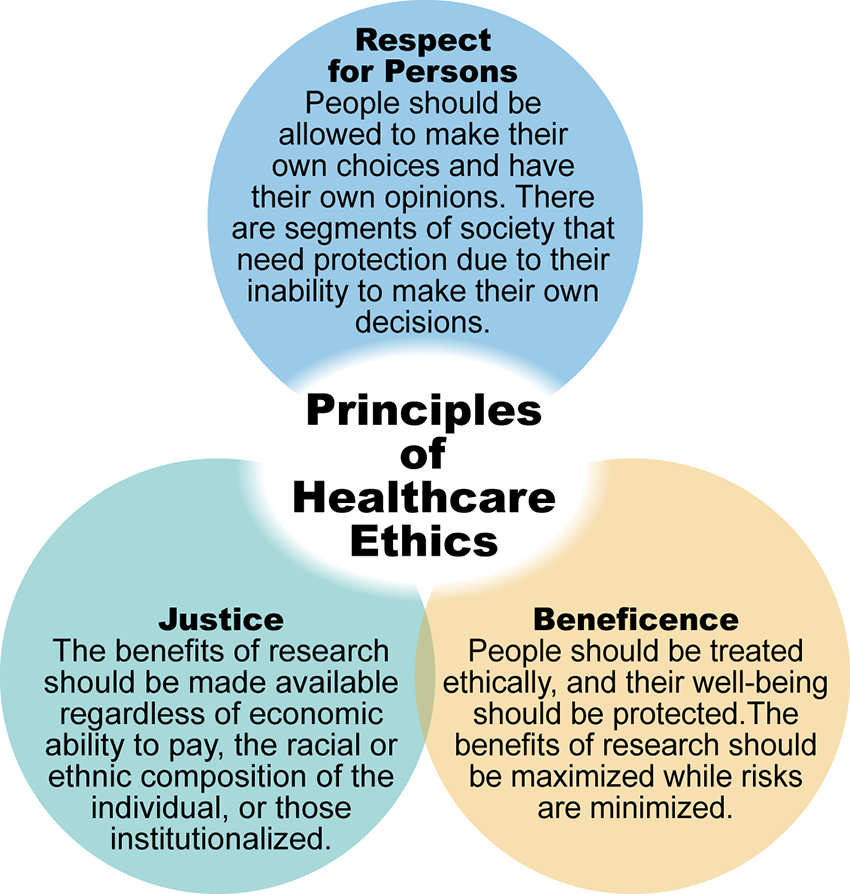 Respect
for Persons
People should be
allowed to make their
own choices and have
their own opinions. There
are segments of society that
need protection due to their
inability to make their own
decisions.
Principles
of
Healthcare
Ethics
Justice
The benefits of research
should be made available
regardless of economic
ability to pay, the racial or
ethnic composition of the
individual, or those
institutionalized.
Beneficence
People should be treated
ethically, and their well-being
should be protected.The
benefits of research should
be maximized while risks
are minimized.